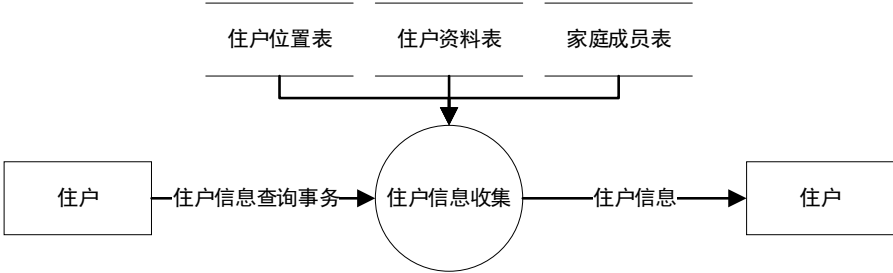 住户位置表
住户资料表
家庭成员表
住户
住户信息查询事务
住户信息收集
住户信息
住户